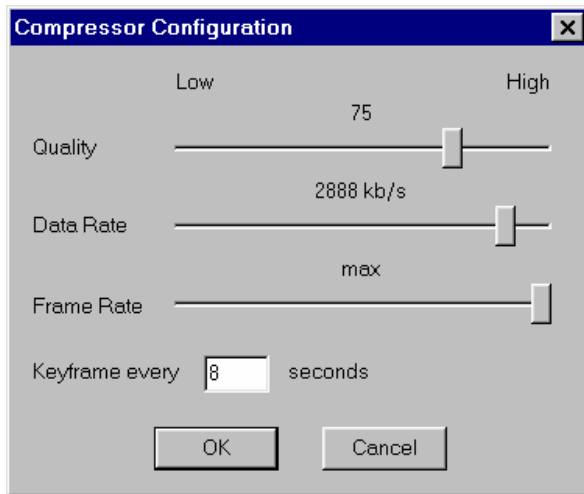 Compressor Configuration
Low High
75
Quality
2888 kb/s
Data Rate
max
Frame Rate
Keyframe every 8 seconds
OK Cancel